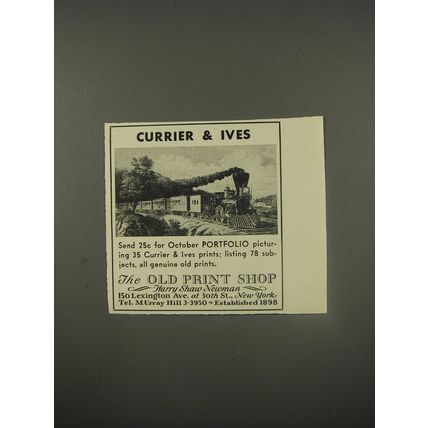 CURRIER & IVES
Send 25c for October PORTFOLIO pictur-
ing 35 Currier & Ives prints; listing 78 sub-
jects, all genuine old prints.
The OLD PRINT SHOP
Harry Shaw Newman
150 Lexington Ave. at 30th St., New York
Tel. MUrray Hill 3-3950 ~ Established 1898